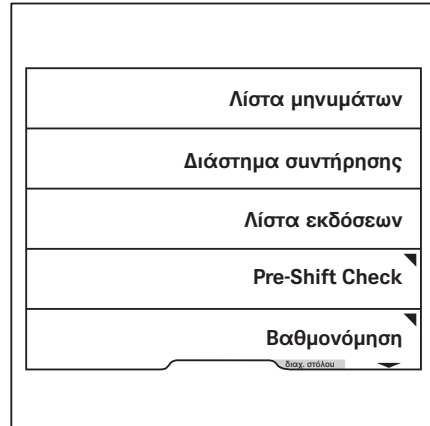 Λίστα μηνυμάτων
Διάστημα συντήρησης
Λίστα εκδόσεων
Pre-Shift Check
Βαθμονόμηση
διαχ. στόλου